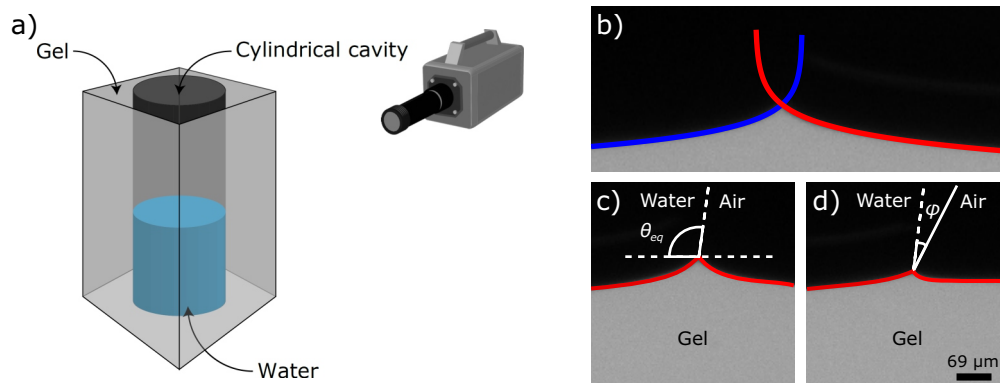 a)
Gel
Cylindrical cavity
Water
b)
c)
Water
Air
θeq
Gel
d)
Water
Air
φ
Gel
69 μm